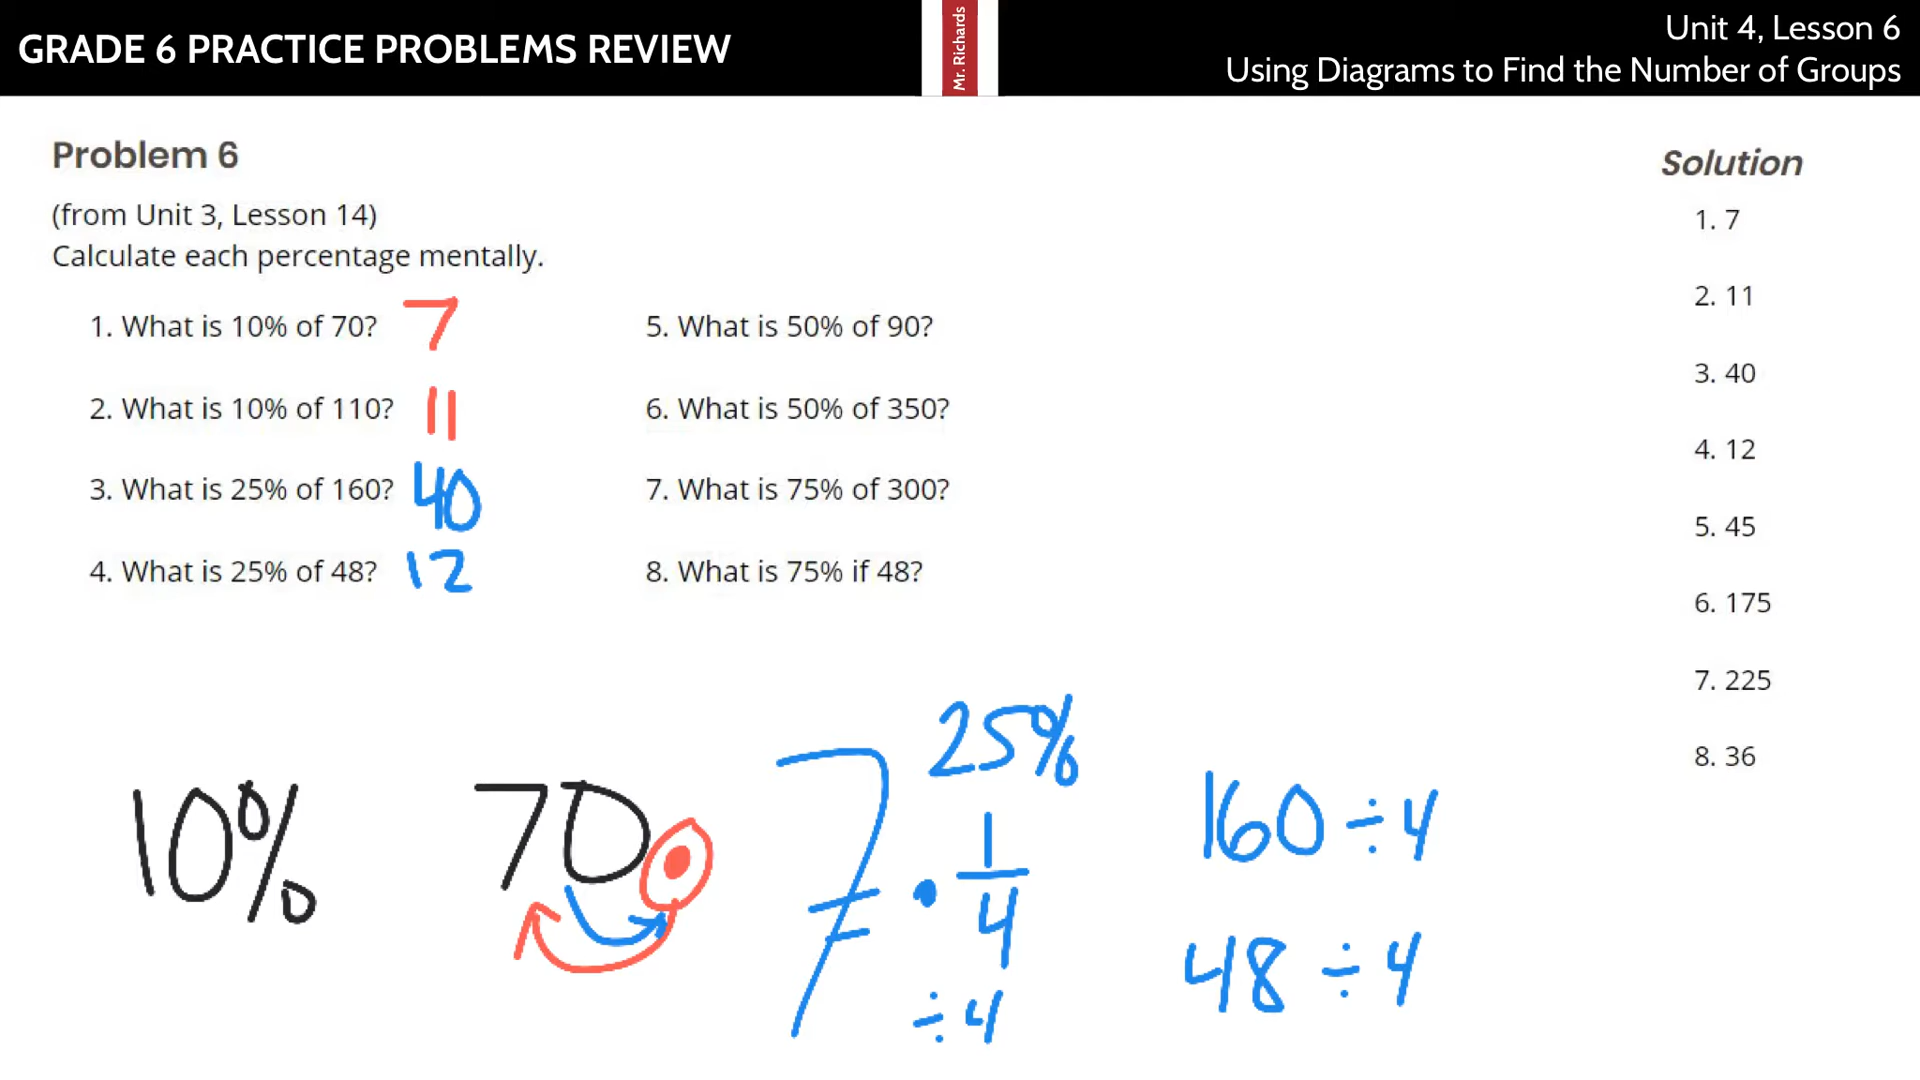 GRADE 6 PRACTICE PROBLEMS REVIEW
Mr. Richards
Unit 4, Lesson 6
Using Diagrams to Find the Number of Groups
Problem 6
(from Unit 3, Lesson 14)
Calculate each percentage mentally.
1. What is 10% of 70? 7
2. What is 10% of 110? 11
3. What is 25% of 160? 40
4. What is 25% of 48? 12
5. What is 50% of 90?
6. What is 50% of 350?
7. What is 75% of 300?
8. What is 75% if 48?
Solution
1. 7
2. 11
3. 40
4. 12
5. 45
6. 175
7. 225
8. 36
10%
70.
7
25%
· 1/4
÷4
160 ÷ 4
48 ÷ 4